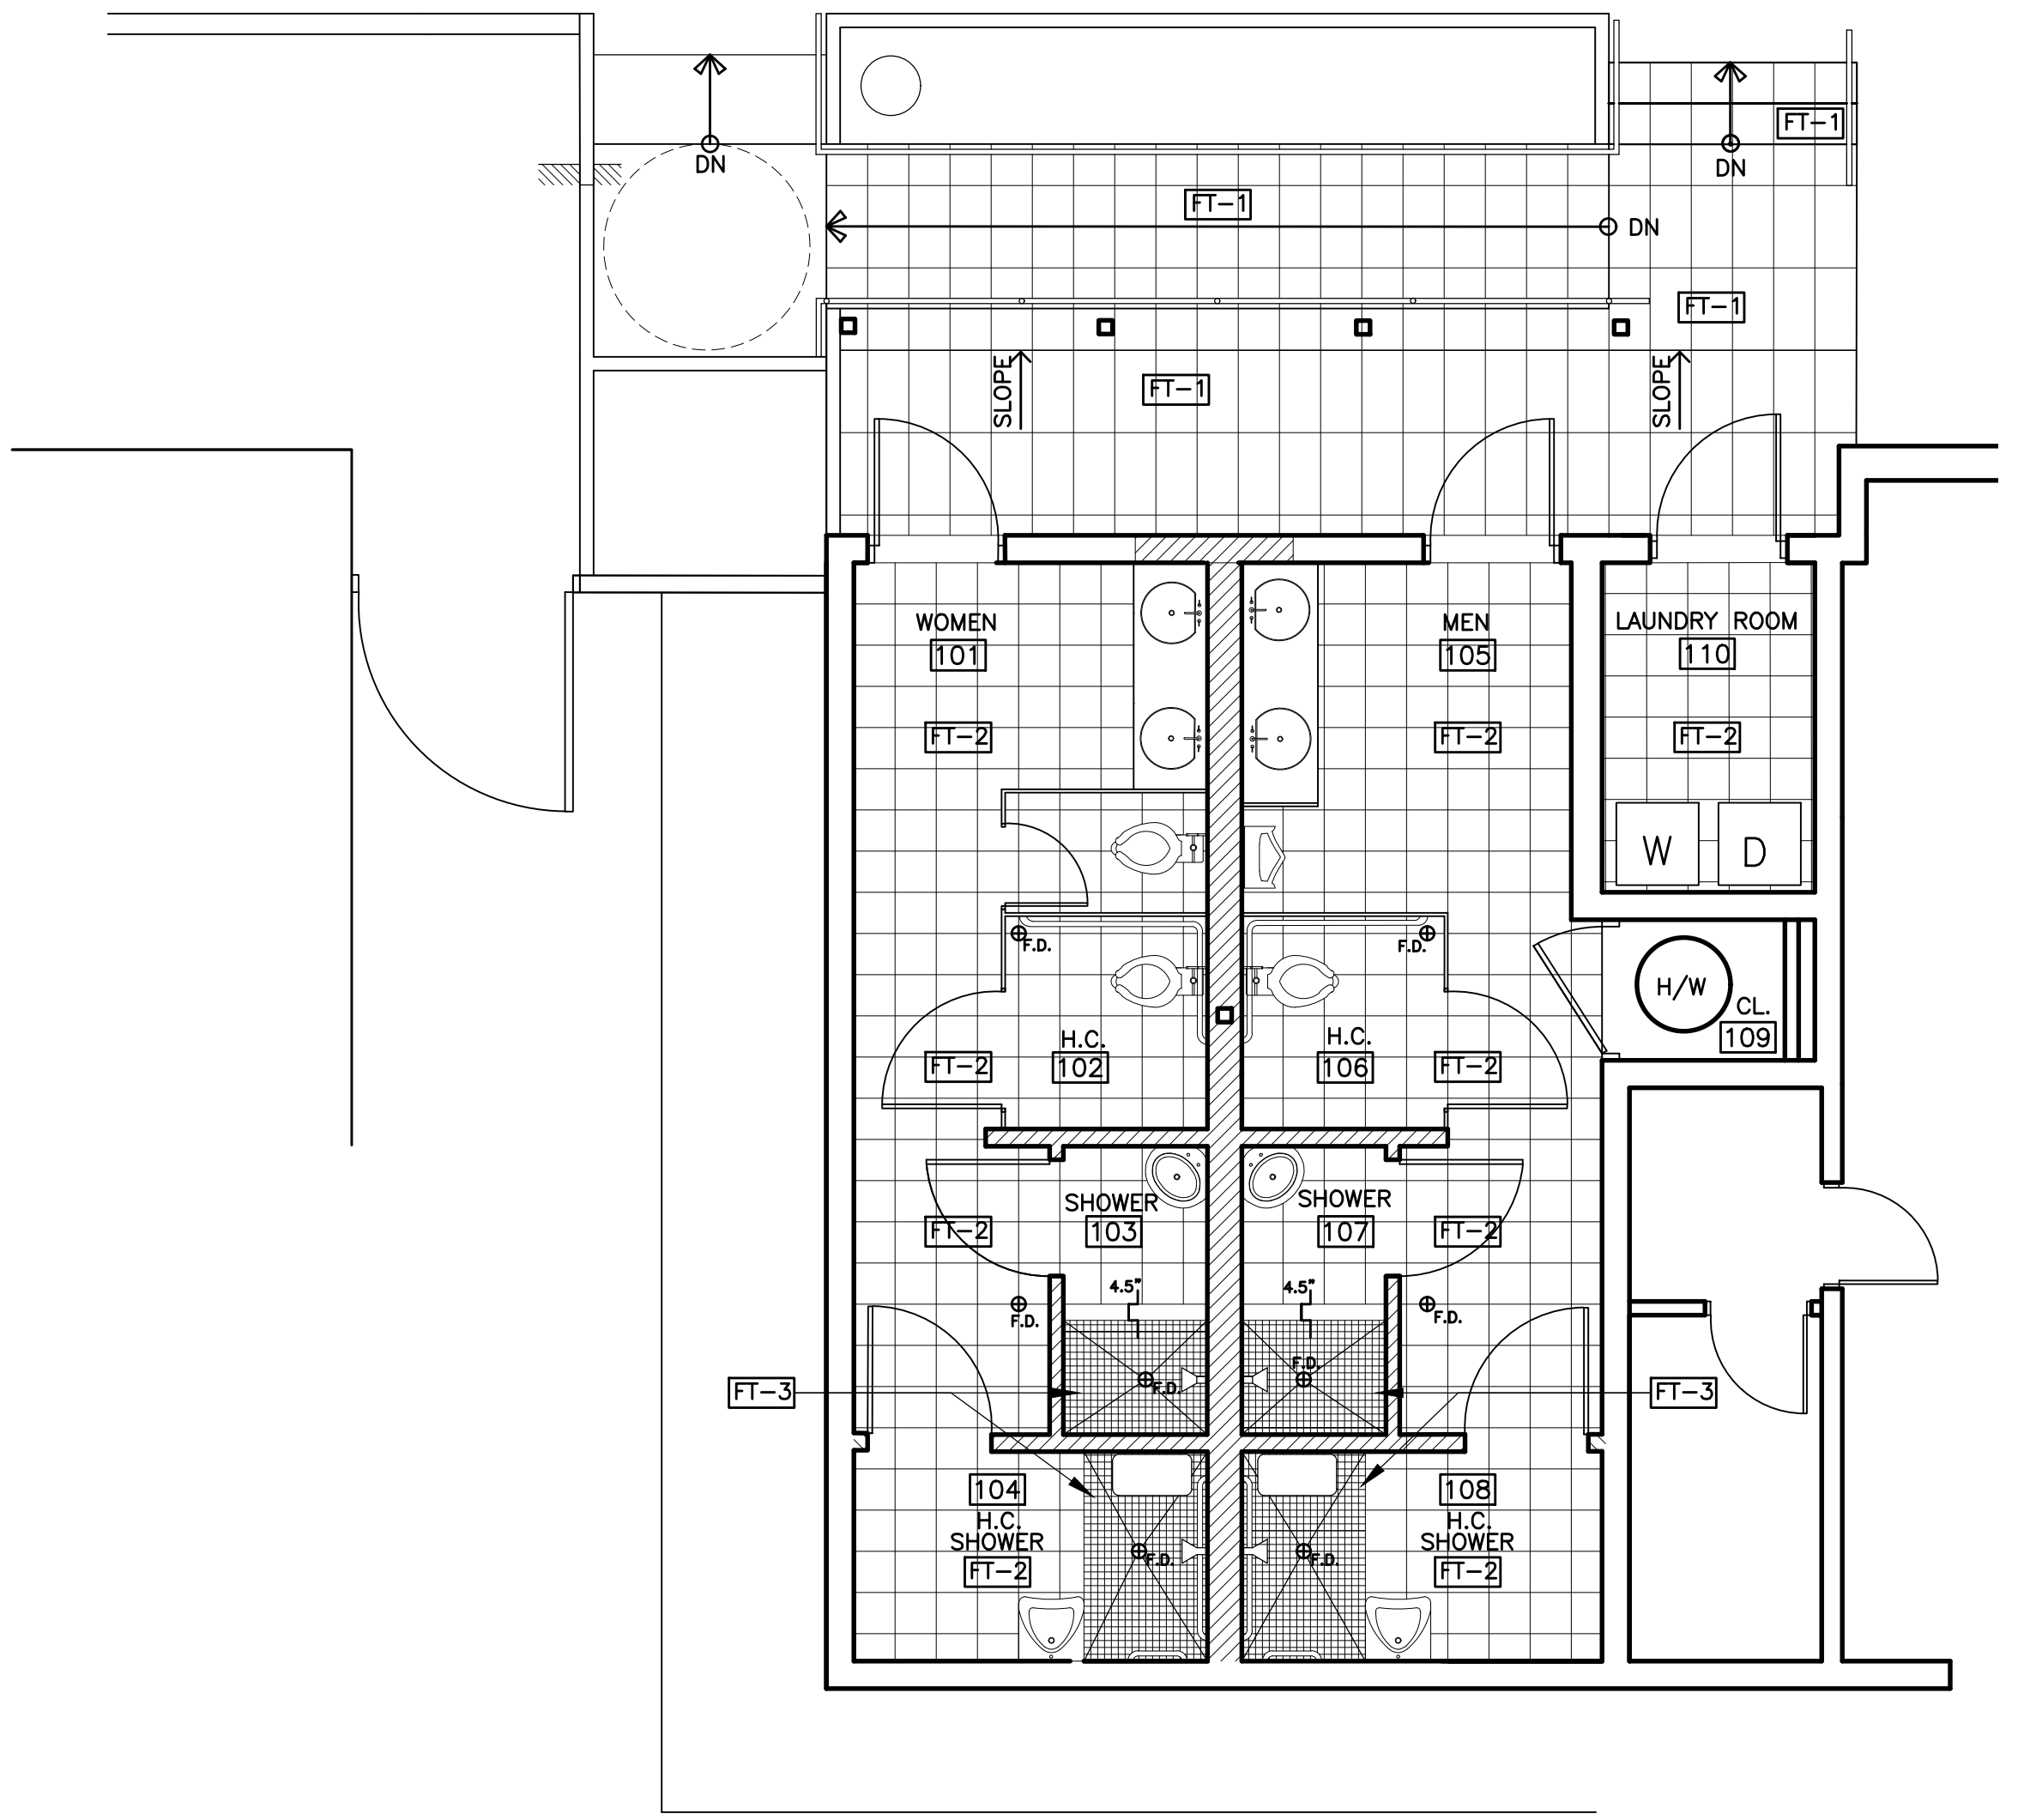 FT-1
DN
DN
FT-1
DN
FT-1
SLOPE
FT-1
SLOPE
WOMEN
101
MEN
105
LAUNDRY ROOM
110
FT-2
FT-2
FT-2
W D
F.D.
F.D.
H/W
CL.
109
H.C.
102
FT-2
H.C.
106
FT-2
SHOWER
103
FT-2
SHOWER
107
FT-2
4.5"
4.5"
F.D.
F.D.
F.D.
F.D.
FT-3
FT-3
104
H.C.
SHOWER
FT-2
108
H.C.
SHOWER
FT-2
F.D.
F.D.